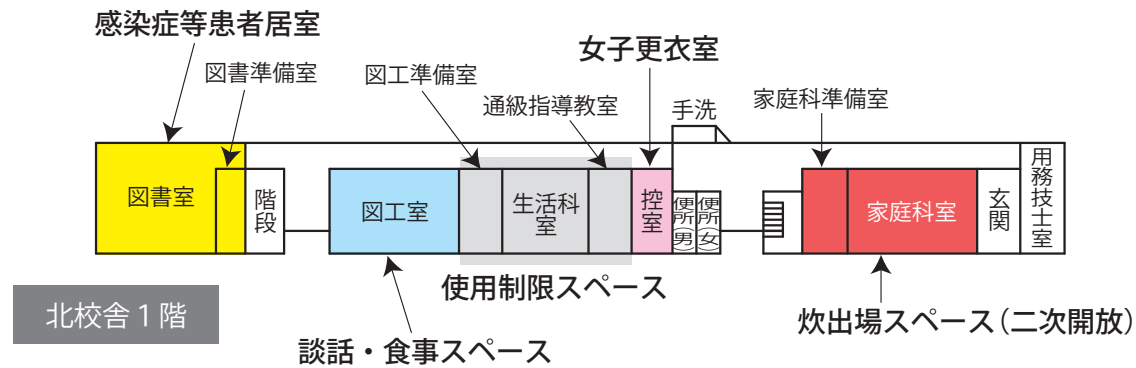 感染症等患者居室
図書準備室
図工準備室
女子更衣室
通級指導教室
手洗
家庭科準備室
図書室
階段
図工室
生活科室
控室
便所(男)
便所(女)
家庭科室
玄関
用務技士室
使用制限スペース
北校舎1階
談話・食事スペース
炊出場スペース(二次開放)